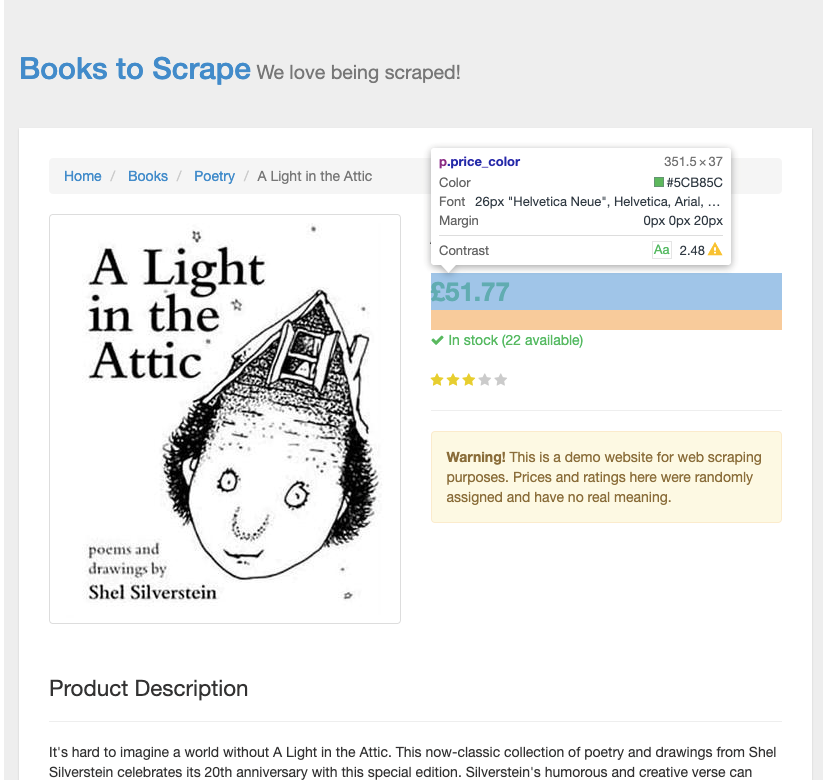 Books to Scrape We love being scraped!
Home / Books / Poetry / A Light in the Attic
p.price_color 351.5 × 37
Color #5CB85C
Font 26px "Helvetica Neue", Helvetica, Arial, ...
Margin 0px 0px 20px
Contrast Aa 2.48
A Light
in the
Attic
poems and
drawings by
Shel Silverstein
£51.77
In stock (22 available)
Warning! This is a demo website for web scraping
purposes. Prices and ratings here were randomly
assigned and have no real meaning.
Product Description
It's hard to imagine a world without A Light in the Attic. This now-classic collection of poetry and drawings from Shel
Silverstein celebrates its 20th anniversary with this special edition. Silverstein's humorous and creative verse can